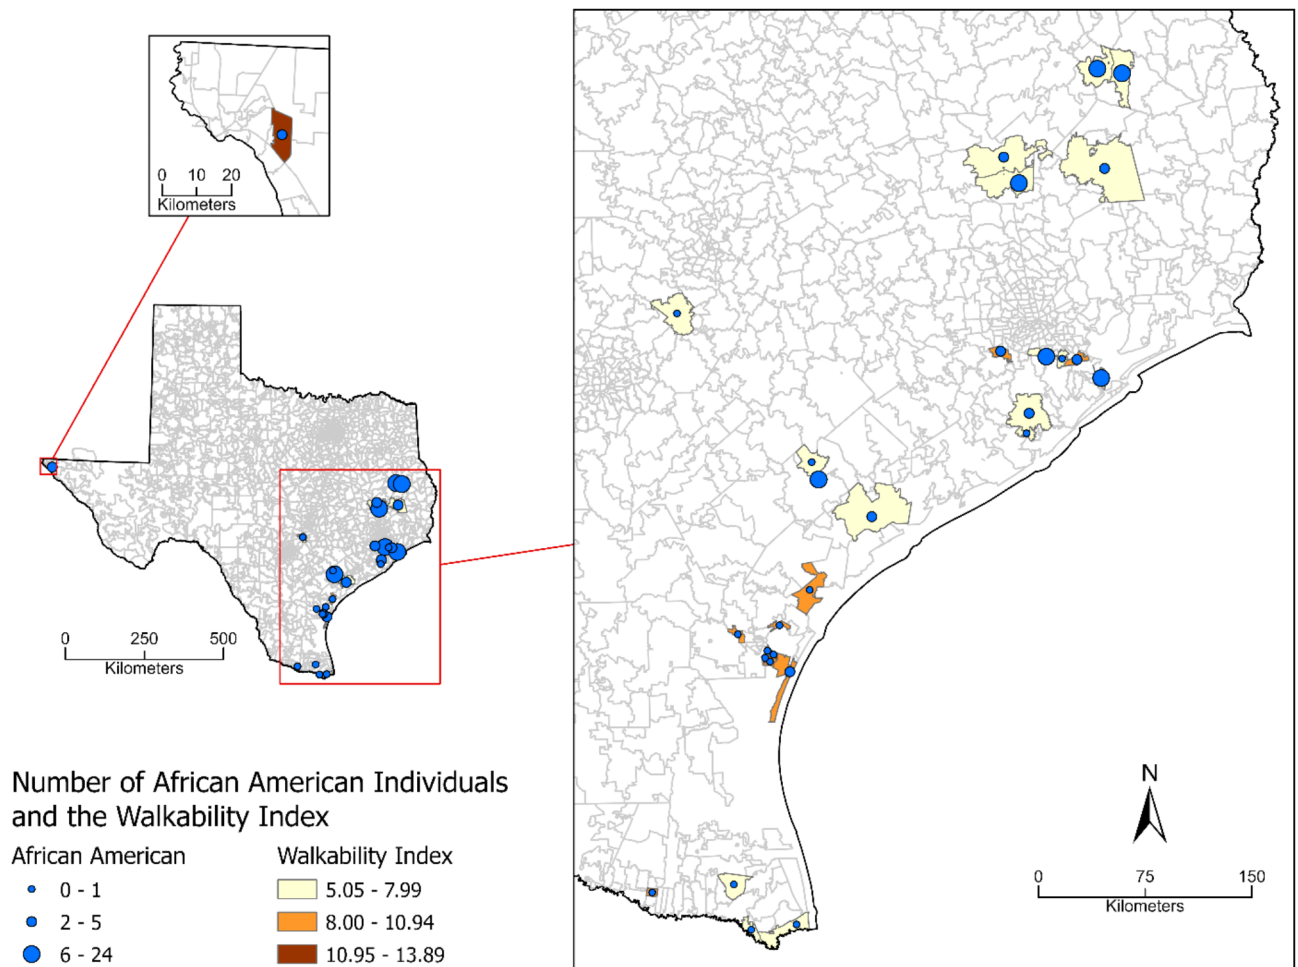 0 10 20
Kilometers
0 250 500
Kilometers
Number of African American Individuals
and the Walkability Index
African American
0 - 1
2 - 5
6 - 24
Walkability Index
5.05 - 7.99
8.00 - 10.94
10.95 - 13.89
N
0 75 150
Kilometers